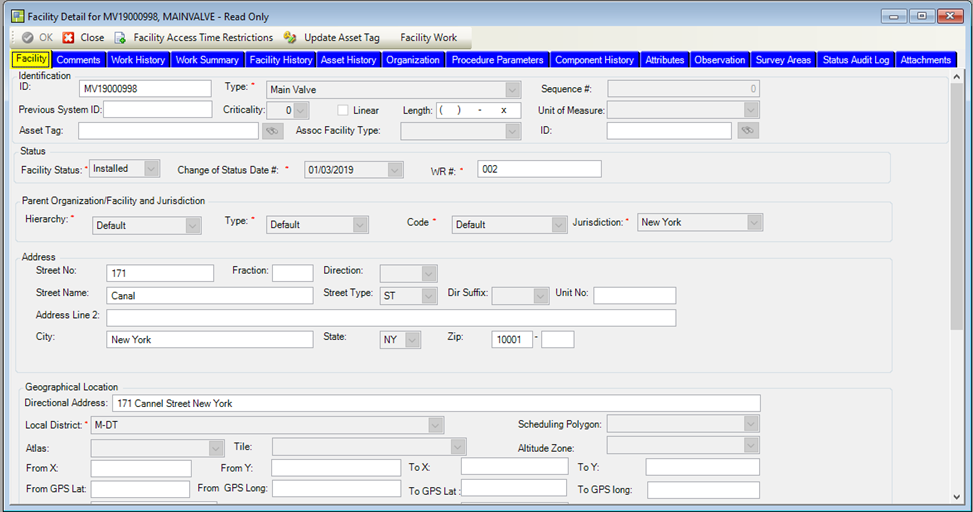 Facility Detail for MV19000998, MAINVALVE - Read Only
OK Close Facility Access Time Restrictions Update Asset Tag Facility Work
Facility Comments Work History Work Summary Facility History Asset History Organization Procedure Parameters Component History Attributes Observation Survey Areas Status Audit Log Attachments
Identification
ID: MV19000998 Type: * Main Valve Sequence #: 0
Previous System ID: Criticality: 0 Linear Length: ( ) - x Unit of Measure:
Asset Tag: Assoc Facility Type: ID:
Status
Facility Status: * Installed Change of Status Date #: * 01/03/2019 WR #: * 002
Parent Organization/Facility and Jurisdiction
Hierarchy: * Default Type: * Default Code * Default Jurisdiction: * New York
Address
Street No: 171 Fraction: Direction:
Street Name: Canal Street Type: ST Dir Suffix: Unit No:
Address Line 2:
City: New York State: NY Zip: 10001 -
Geographical Location
Directional Address: 171 Cannel Street New York
Local District: * M-DT Scheduling Polygon:
Atlas: Tile: Altitude Zone:
From X: From Y: To X: To Y:
From GPS Lat: From GPS Long: To GPS Lat : To GPS long: